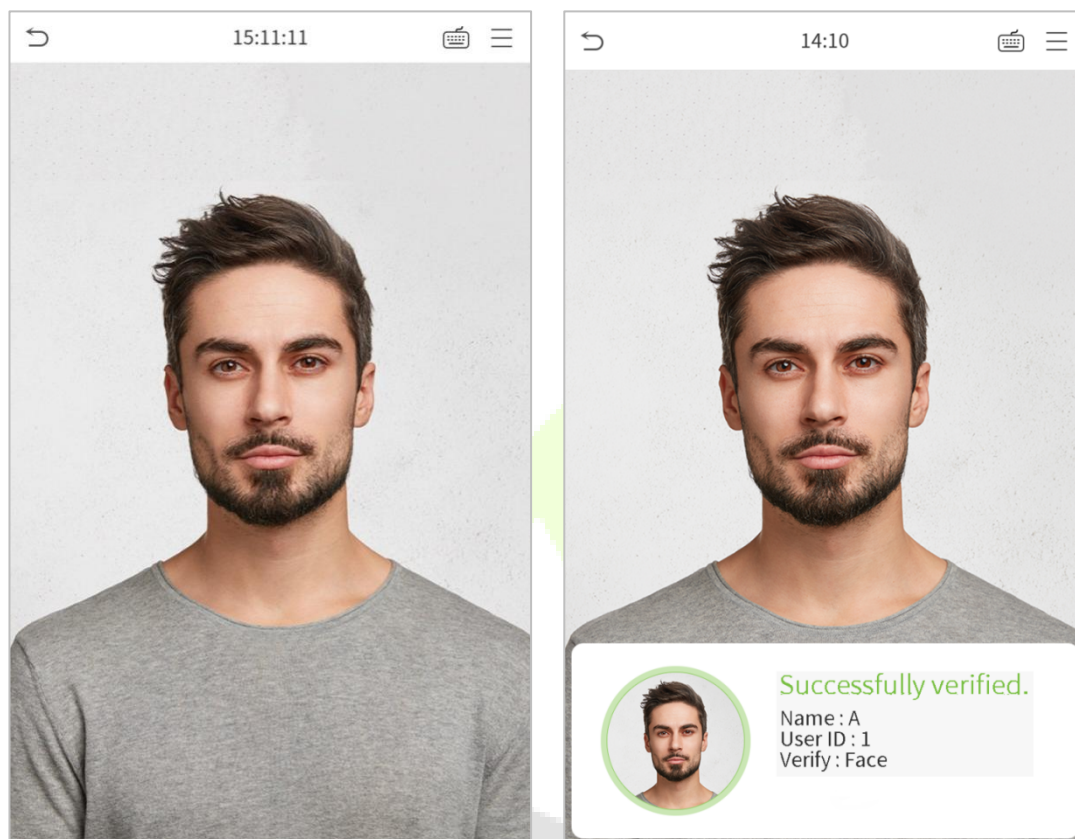 15:11:11
14:10
Successfully verified.
Name : A
User ID : 1
Verify : Face